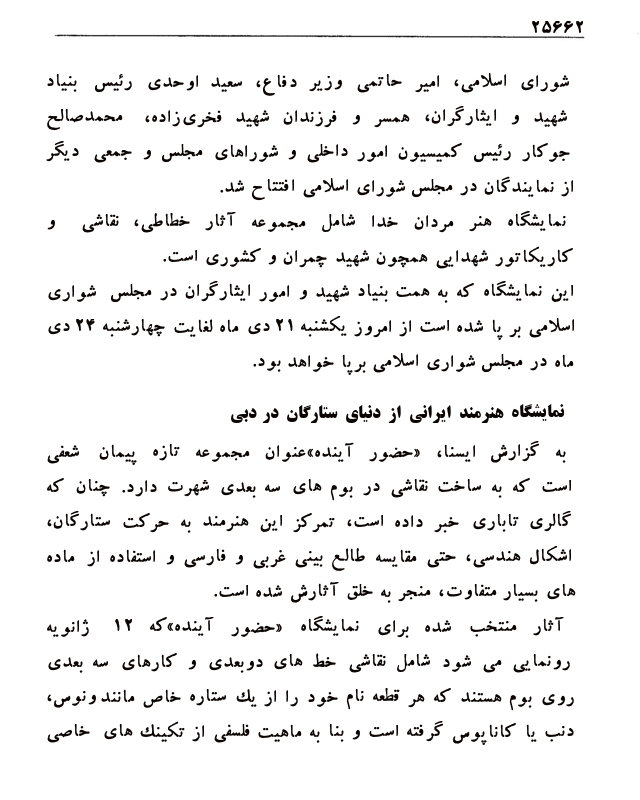 ۲۵۶۶۲
شورای اسلامی، امیر حاتمی وزیر دفاع، سعید اوحدی رئیس بنیاد
شهید و ایثارگران، همسر و فرزندان شهید فخری‌زاده، محمدصالح
جوکار رئیس کمیسیون امور داخلی و شوراهای مجلس و جمعی دیگر
از نمایندگان در مجلس شورای اسلامی افتتاح شد.
نمایشگاه هنر مردان خدا شامل مجموعه آثار خطاطی، نقاشی و
کاریکاتور شهدایی همچون شهید چمران و کشوری است.
این نمایشگاه که به همت بنیاد شهید و امور ایثارگران در مجلس شواری
اسلامی بر پا شده است از امروز یکشنبه ۲۱ دی ماه لغایت چهارشنبه ۲۴ دی
ماه در مجلس شواری اسلامی برپا خواهد بود.
نمایشگاه هنرمند ایرانی از دنیای ستارگان در دبی
به گزارش ایسنا، «حضور آینده»عنوان مجموعه تازه پیمان شعفی
است که به ساخت نقاشی در بوم های سه بعدی شهرت دارد. چنان که
گالری تاباری خبر داده است، تمرکز این هنرمند به حرکت ستارگان،
اشکال هندسی، حتی مقایسه طالع بینی غربی و فارسی و استفاده از ماده
های بسیار متفاوت، منجر به خلق آثارش شده است.
آثار منتخب شده برای نمایشگاه «حضور آینده»که ۱۲ ژانویه
رونمایی می شود شامل نقاشی خط های دوبعدی و کارهای سه بعدی
روی بوم هستند که هر قطعه نام خود را از یك ستاره خاص مانند ونوس،
دنب یا کاناپوس گرفته است و بنا به ماهیت فلسفی از تکینك های خاصی